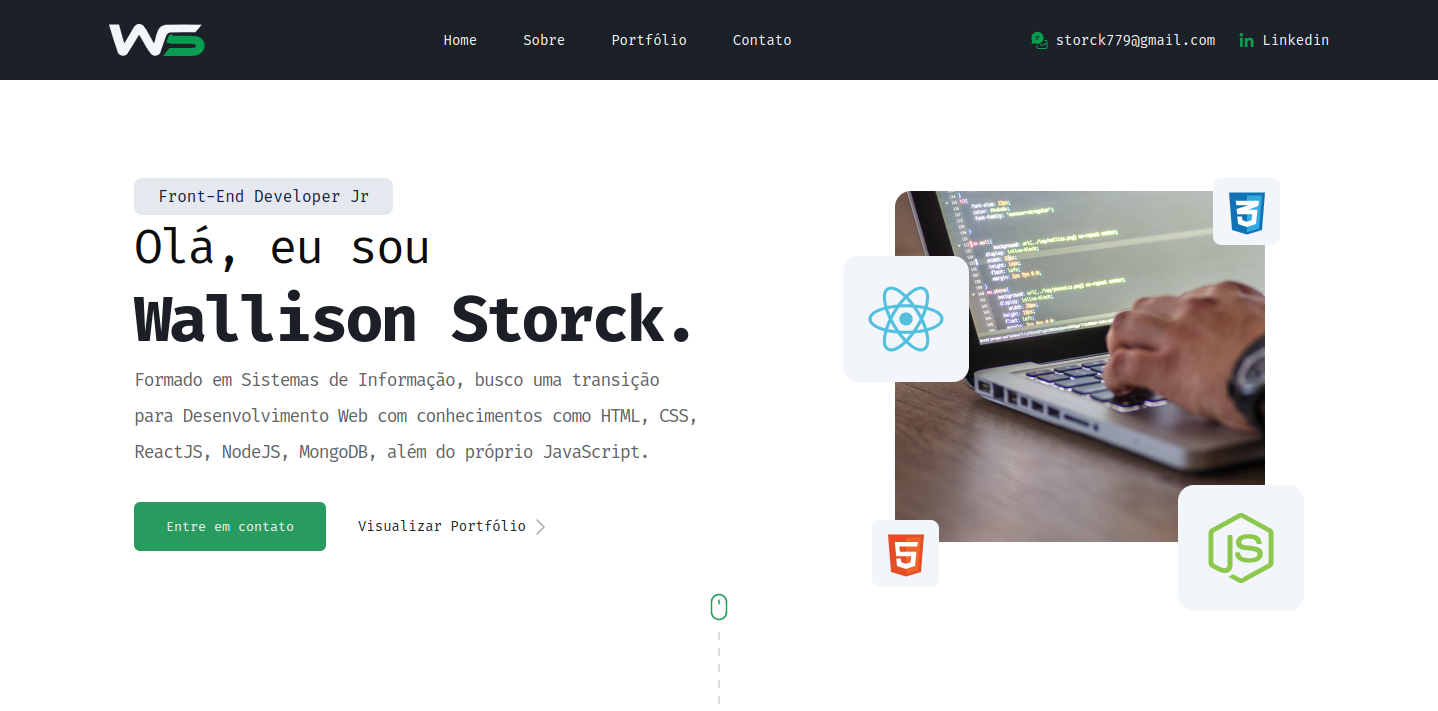 WS
Home
Sobre
Portfólio
Contato
storck779@gmail.com
in Linkedin
Front-End Developer Jr
Olá, eu sou
Wallison Storck.
Formado em Sistemas de Informação, busco uma transição
para Desenvolvimento Web com conhecimentos como HTML, CSS,
ReactJS, NodeJS, MongoDB, além do próprio JavaScript.
Entre em contato
Visualizar Portfólio
3
5
JS